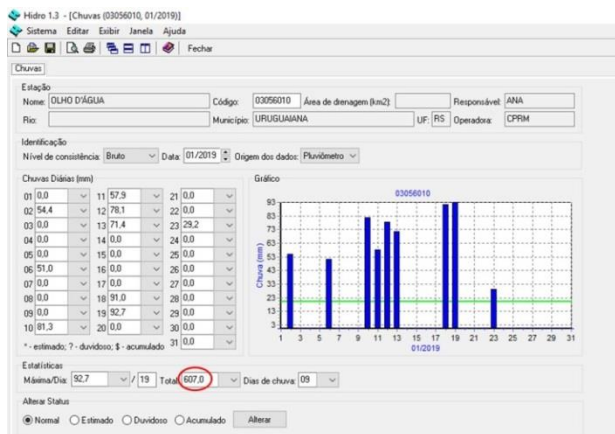 Hidro 1.3 - [Chuvas (03056010, 01/2019)]
Sistema Editar Exibir Janela Ajuda
Fechar
Chuvas
Estação
Nome: OLHO D'ÁGUA Código: 03056010 Área de drenagem (km2): Responsável: ANA
Rio: Município: URUGUAIANA UF: RS Operadora: CPRM
Identificação
Nível de consistência: Bruto Data: 01/2019 Origem dos dados: Pluviômetro
Chuvas Diárias (mm) Gráfico
01 0,0 11 57,9 21 0,0
02 54,4 12 78,1 22 0,0
03 0,0 13 71,4 23 29,2
04 0,0 14 0,0 24 0,0
05 0,0 15 0,0 25 0,0
06 51,0 16 0,0 26 0,0
07 0,0 17 0,0 27 0,0
08 0,0 18 91,0 28 0,0
09 0,0 19 92,7 29 0,0
10 81,3 20 0,0 30 0,0
* - estimado; ? - duvidoso; $ - acumulado 31 0,0
03056010
Chuva (mm)
93
83
73
63
53
43
33
23
13
3
1 3 5 7 9 11 13 15 17 19 21 23 25 27 29 31
01/2019
Estatísticas
Máxima/Dia: 92,7 / 19 Total: 607,0 Dias de chuva: 09
Alterar Status
Normal Estimado Duvidoso Acumulado Alterar